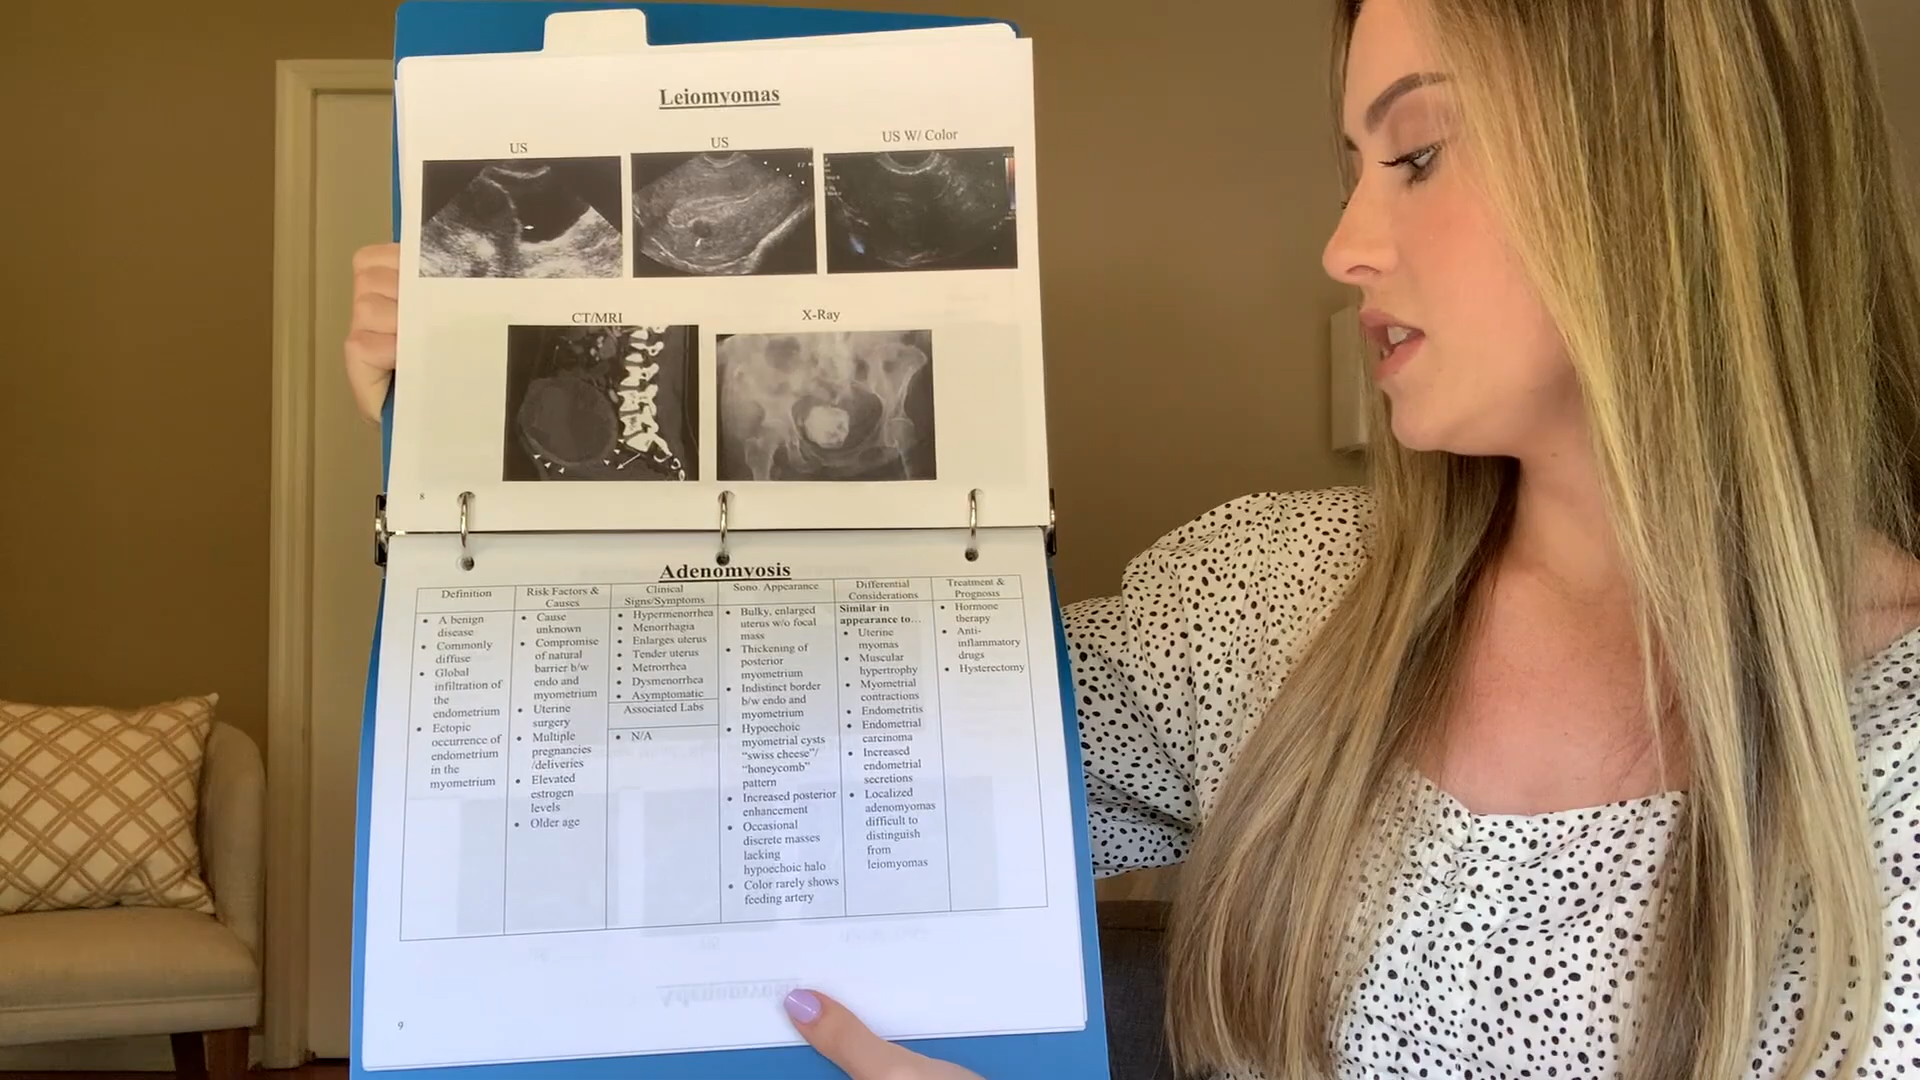 Leiomyomas
US
US
US W/ Color
CT/MRI
X-Ray
8
Adenomyosis
Definition
Risk Factors &
Causes
Clinical
Signs/Symptoms
Sono. Appearance
Differential
Considerations
Treatment &
Prognosis
• A benign
disease
• Commonly
diffuse
• Global
infiltration of
the
endometrium
• Ectopic
occurrence of
endometrium
in the
myometrium
• Cause
unknown
• Compromise
of natural
barrier b/w
endo and
myometrium
• Uterine
surgery
• Multiple
pregnancies
/deliveries
• Elevated
estrogen
levels
• Older age
• Hypermenorrhea
• Menorrhagia
• Enlarges uterus
• Tender uterus
• Metrorrhea
• Dysmenorrhea
• Asymptomatic
Associated Labs
• N/A
• Bulky, enlarged
uterus w/o focal
mass
• Thickening of
posterior
myometrium
• Indistinct border
b/w endo and
myometrium
• Hypoechoic
myometrial cysts
“swiss cheese”/
“honeycomb”
pattern
• Increased posterior
enhancement
• Occasional
discrete masses
lacking
hypoechoic halo
• Color rarely shows
feeding artery
Similar in
appearance to…
• Uterine
myomas
• Muscular
hypertrophy
• Myometrial
contractions
• Endometritis
• Endometrial
carcinoma
• Increased
endometrial
secretions
• Localized
adenomyomas
difficult to
distinguish
from
leiomyomas
• Hormone
therapy
• Anti-
inflammatory
drugs
• Hysterectomy
9